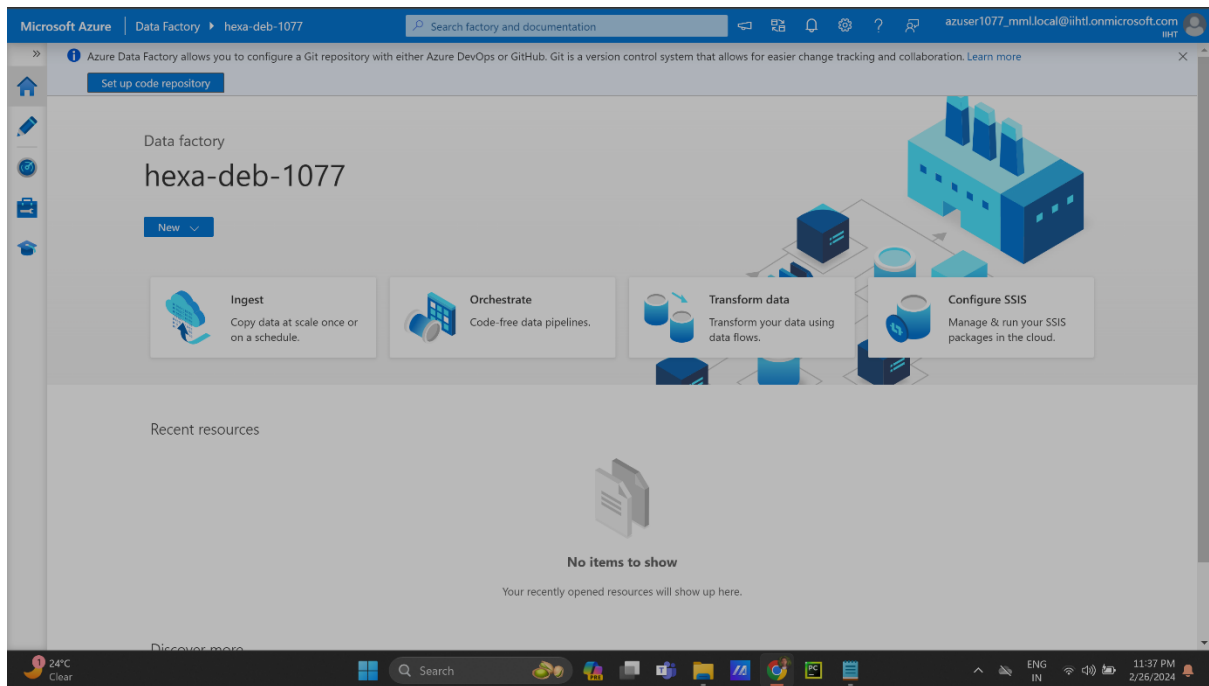 Microsoft Azure
Data Factory
hexa-deb-1077
Search factory and documentation
azuser1077_mml.local@iihtl.onmicrosoft.com
IIHT
Azure Data Factory allows you to configure a Git repository with either Azure DevOps or GitHub. Git is a version control system that allows for easier change tracking and collaboration. Learn more
Set up code repository
Data factory
hexa-deb-1077
New
Ingest
Copy data at scale once or
on a schedule.
Orchestrate
Code-free data pipelines.
Transform data
Transform your data using
data flows.
Configure SSIS
Manage & run your SSIS
packages in the cloud.
Recent resources
No items to show
Your recently opened resources will show up here.
Discover more
1
24°C
Clear
Search
PRE
PC
ENG
IN
11:37 PM
2/26/2024